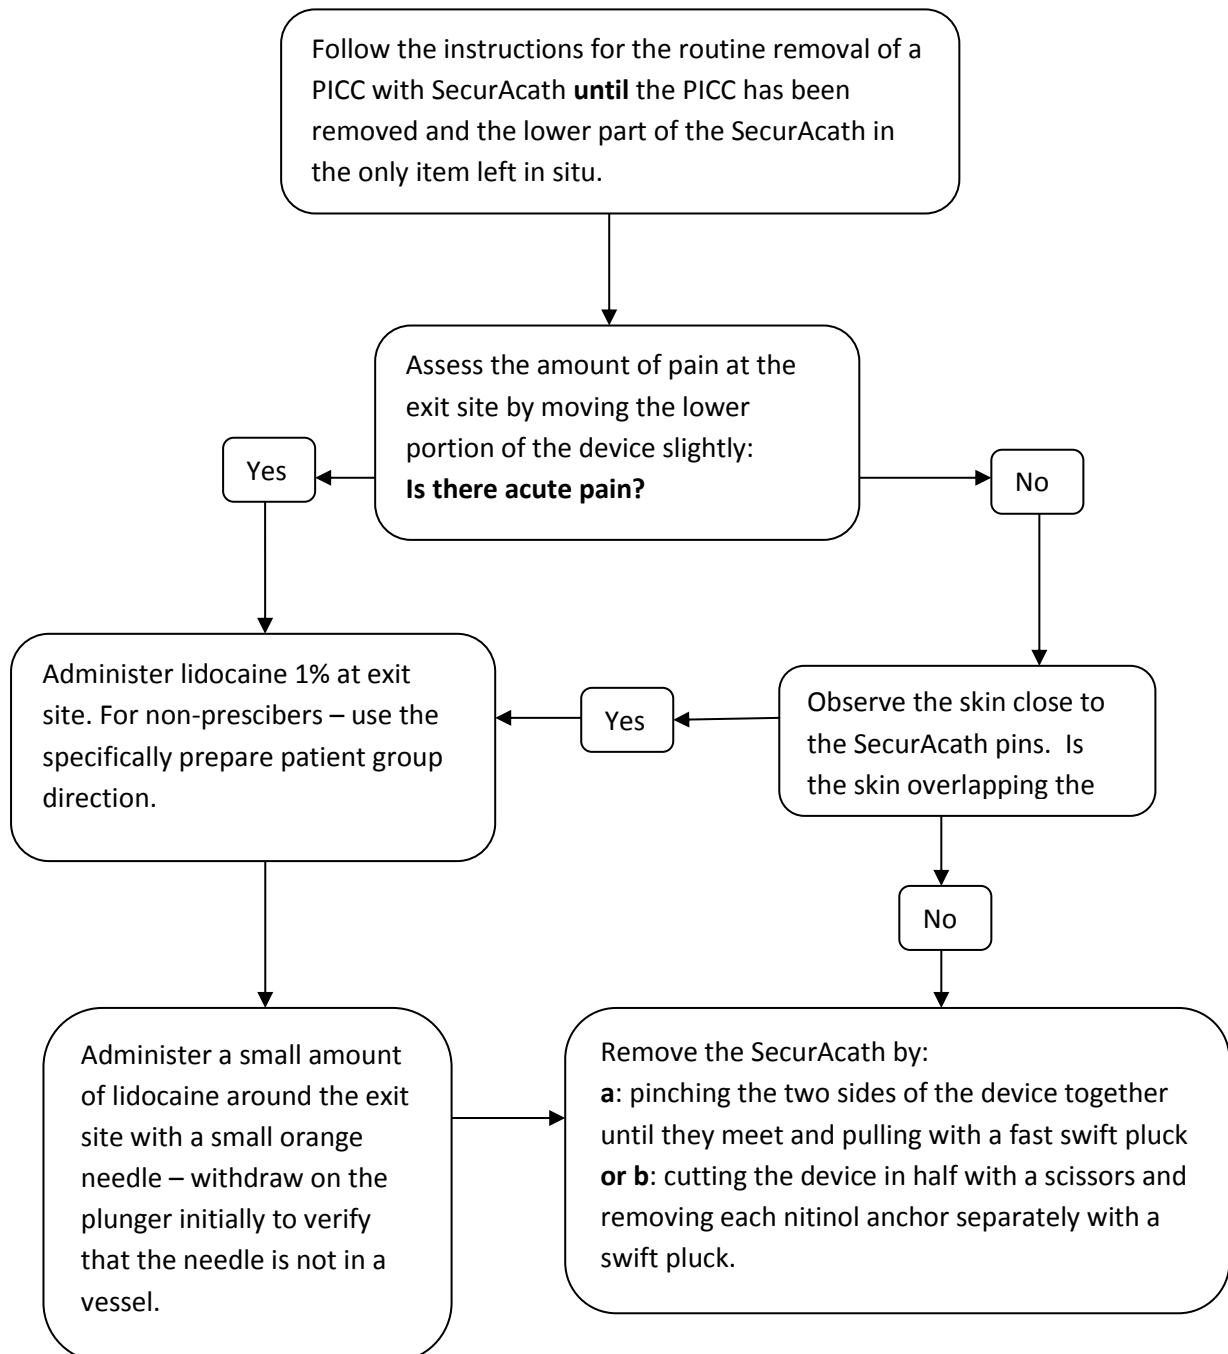 Follow the instructions for the routine removal of a
PICC with SecurAcath until the PICC has been
removed and the lower part of the SecurAcath in
the only item left in situ.
Assess the amount of pain at the
exit site by moving the lower
portion of the device slightly:
Is there acute pain?
Yes
No
Administer lidocaine 1% at exit
site. For non-prescibers – use the
specifically prepare patient group
direction.
Yes
Observe the skin close to
the SecurAcath pins.  Is
the skin overlapping the
No
Administer a small amount
of lidocaine around the exit
site with a small orange
needle – withdraw on the
plunger initially to verify
that the needle is not in a
vessel.
Remove the SecurAcath by:
a: pinching the two sides of the device together
until they meet and pulling with a fast swift pluck
or b: cutting the device in half with a scissors and
removing each nitinol anchor separately with a
swift pluck.